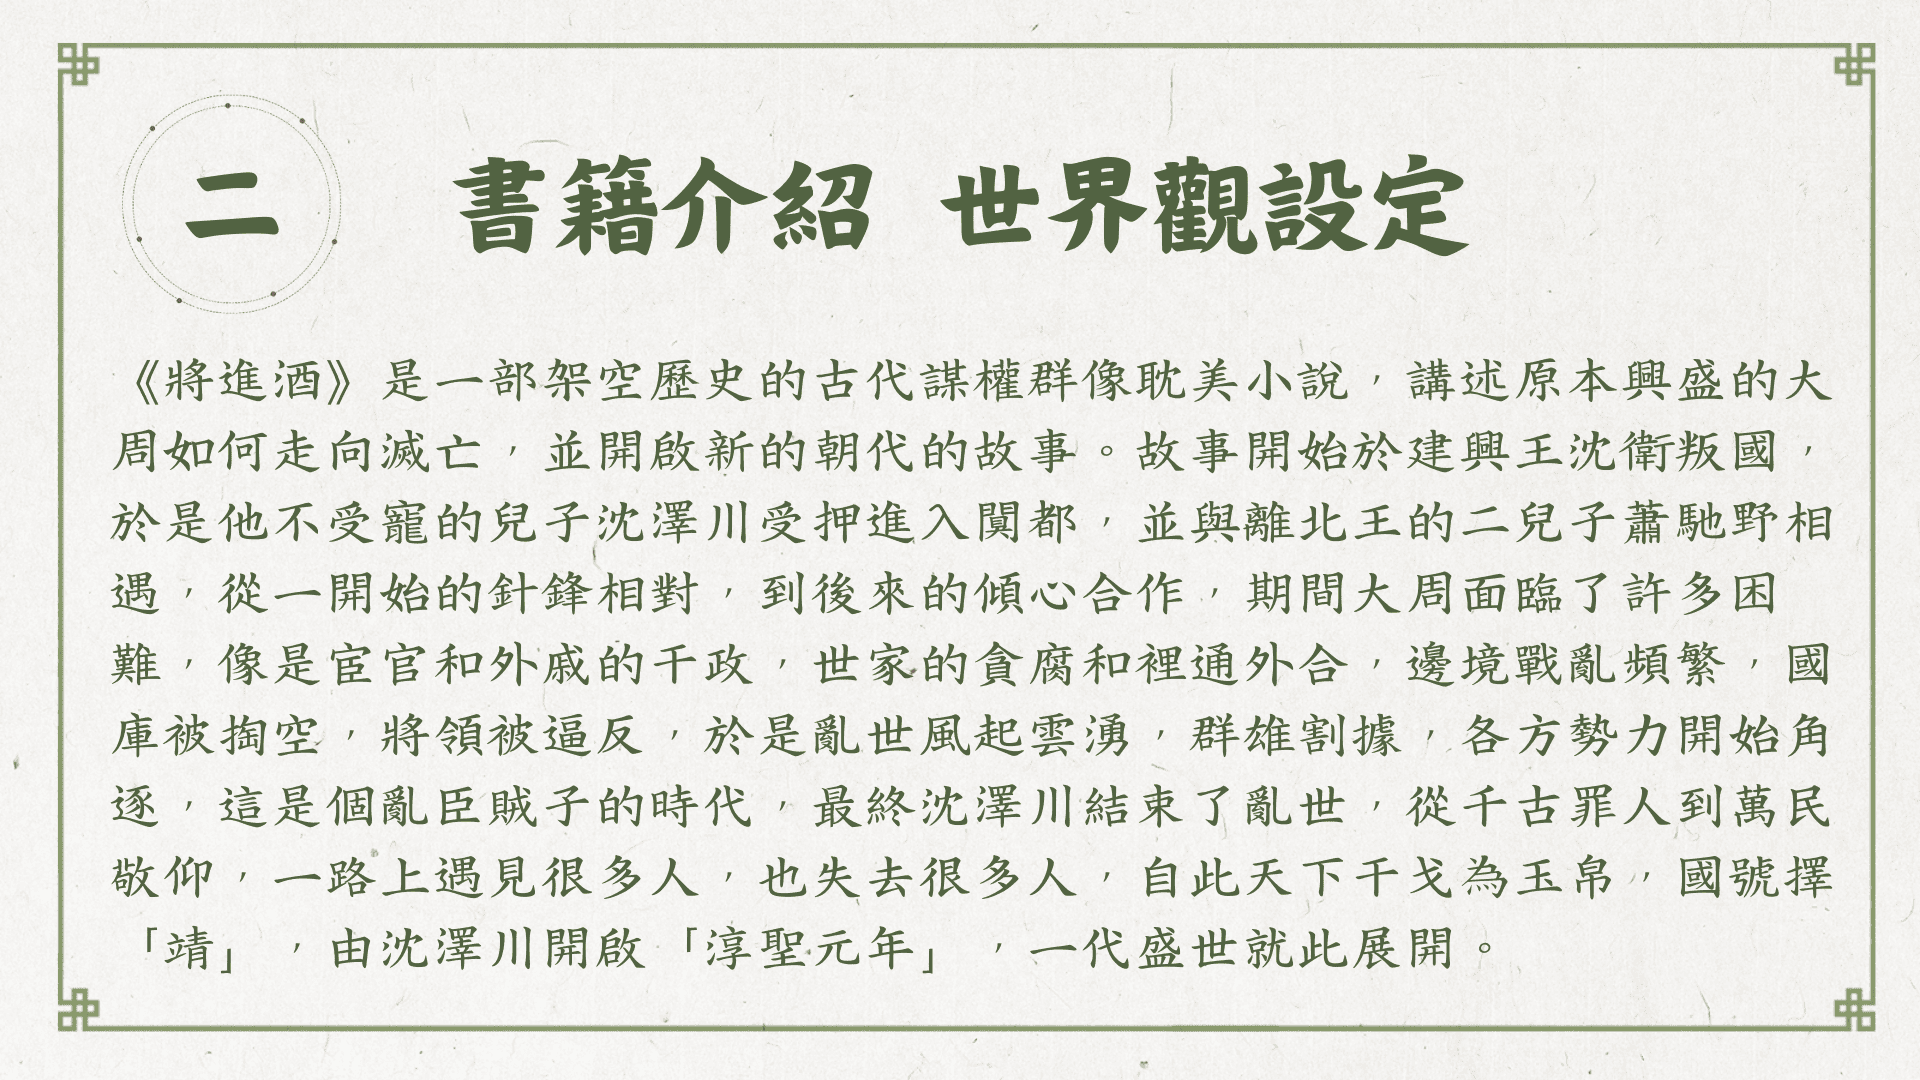 二
書籍介紹 世界觀設定
《將進酒》是一部架空歷史的古代謀權群像耽美小說，講述原本興盛的大
周如何走向滅亡，並開啟新的朝代的故事。故事開始於建興王沈衛叛國，
於是他不受寵的兒子沈澤川受押進入闃都，並與離北王的二兒子蕭馳野相
遇，從一開始的針鋒相對，到後來的傾心合作，期間大周面臨了許多困
難，像是宦官和外戚的干政，世家的貪腐和裡通外合，邊境戰亂頻繁，國
庫被掏空，將領被逼反，於是亂世風起雲湧，群雄割據，各方勢力開始角
逐，這是個亂臣賊子的時代，最終沈澤川結束了亂世，從千古罪人到萬民
敬仰，一路上遇見很多人，也失去很多人，自此天下干戈為玉帛，國號擇
「靖」，由沈澤川開啟「淳聖元年」，一代盛世就此展開。